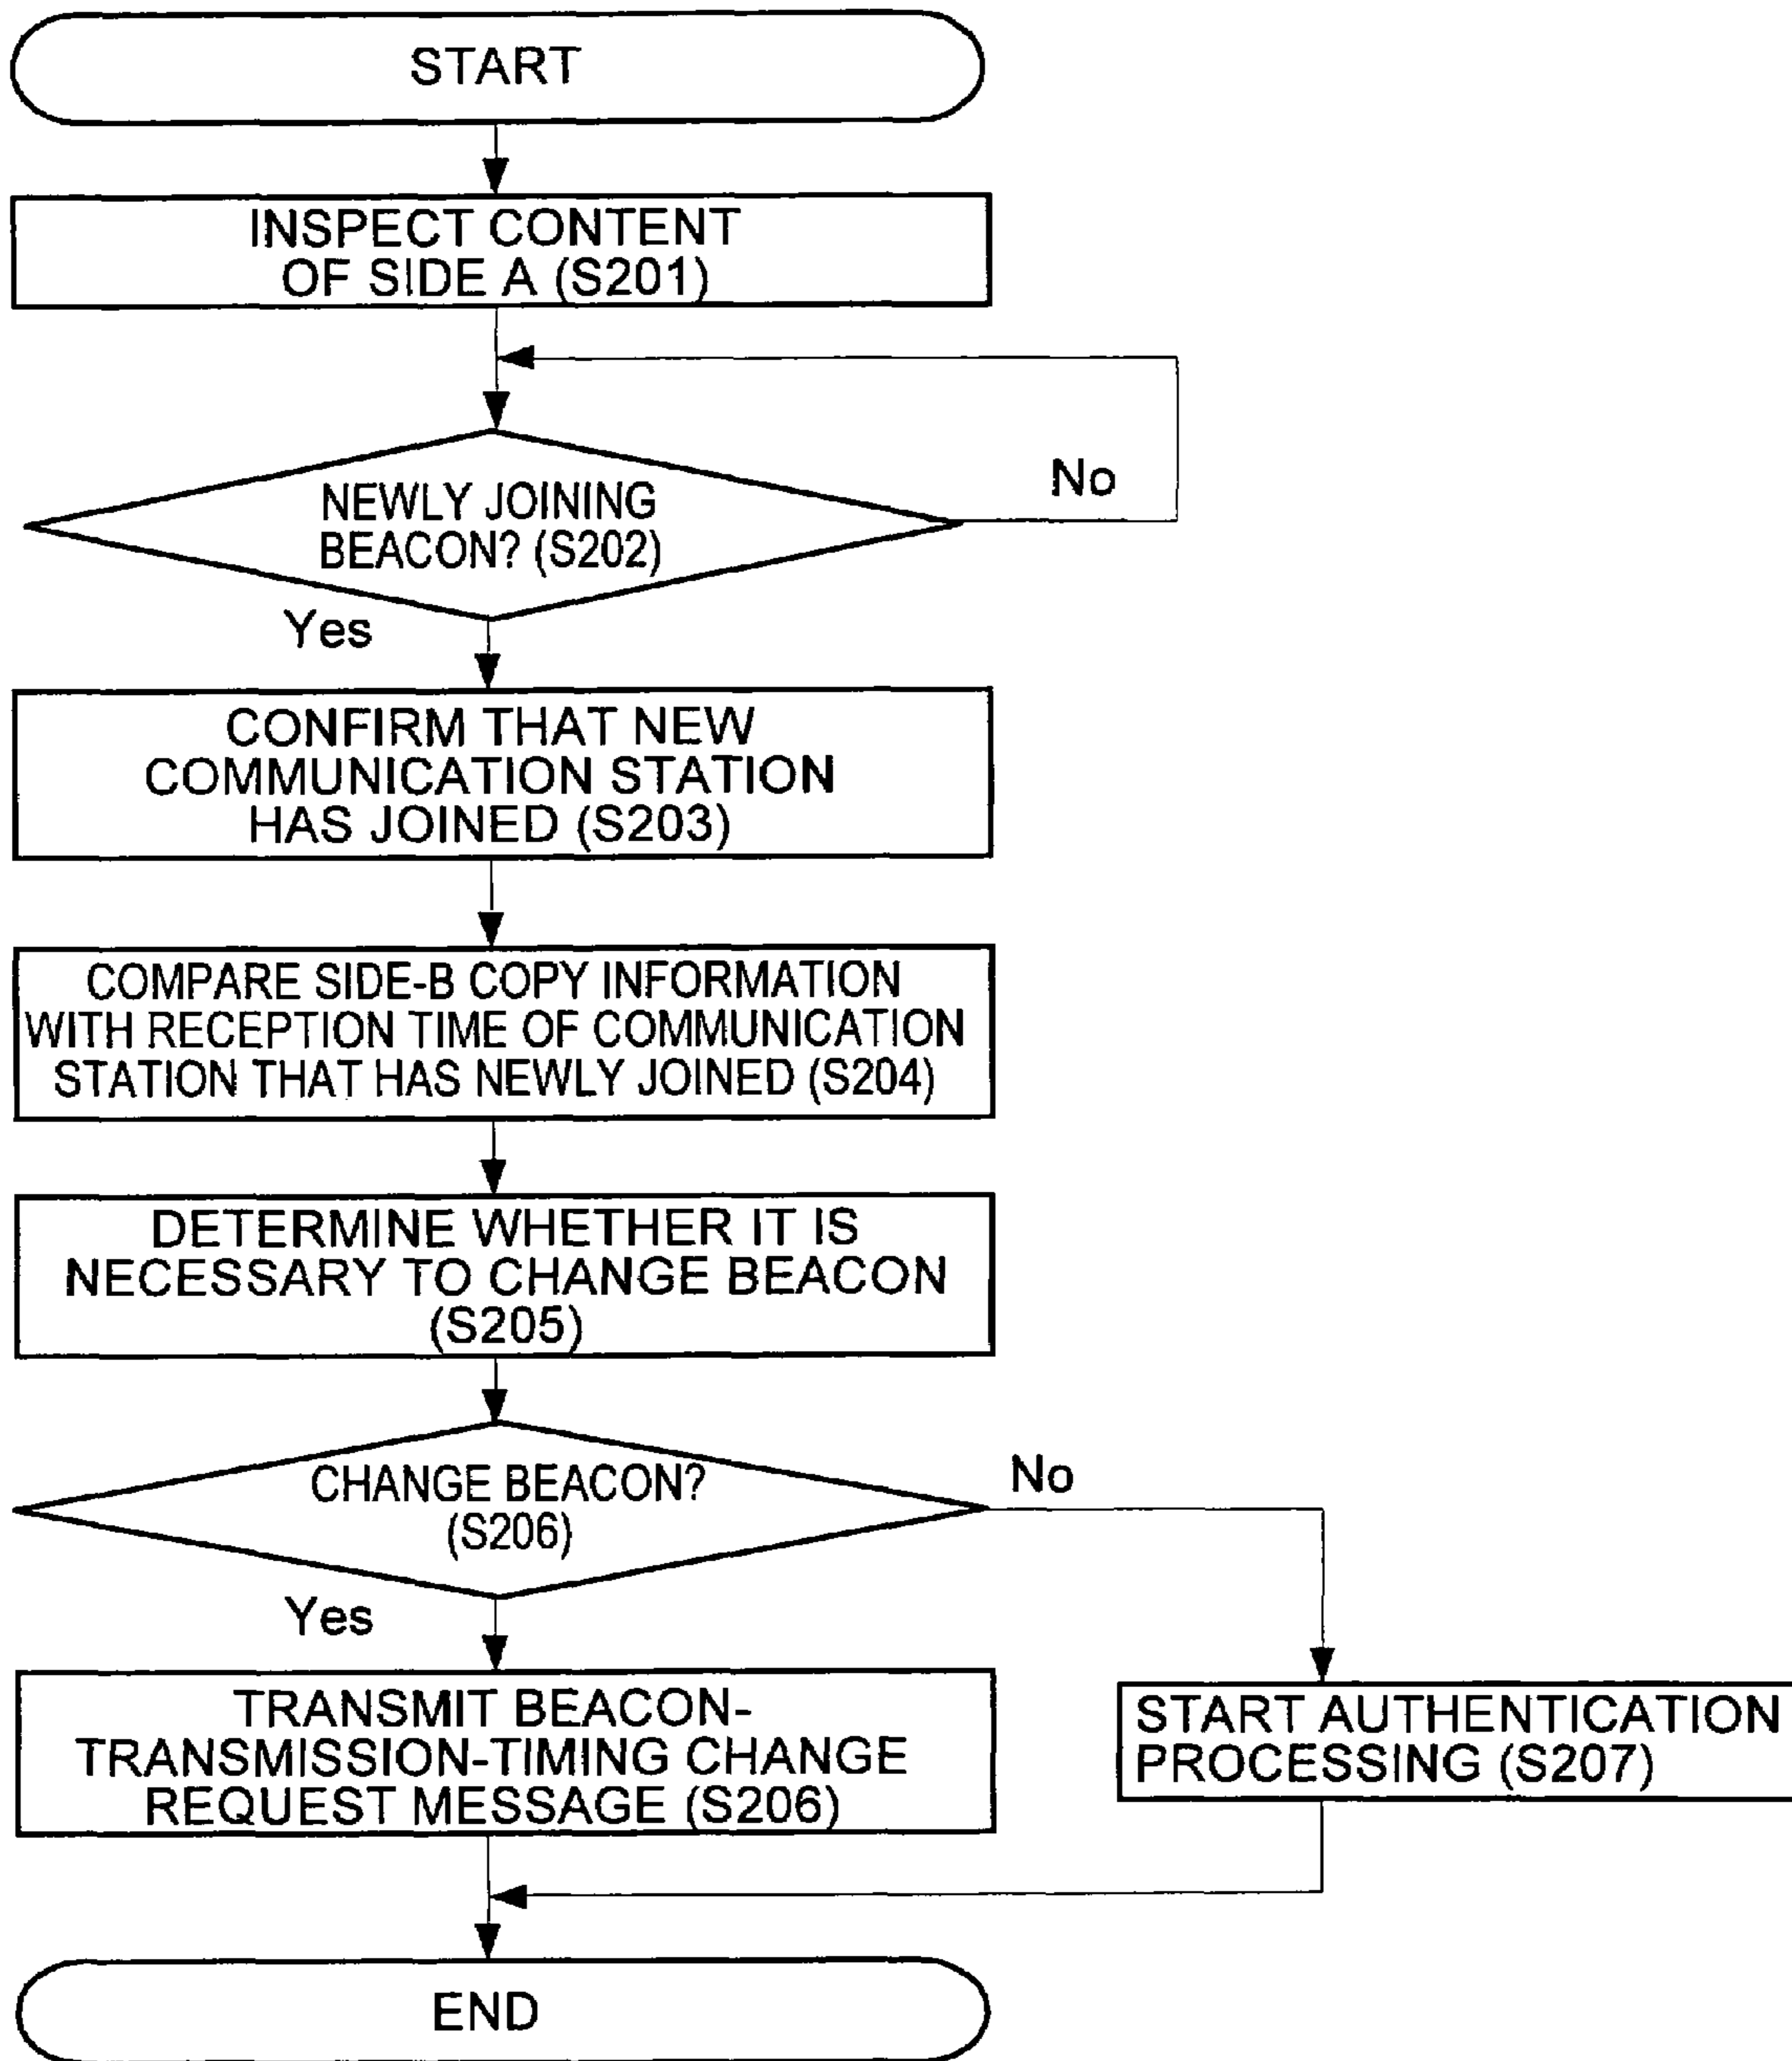 START
INSPECT CONTENT
OF SIDE A (S201)
NEWLY JOINING
BEACON? (S202)
No
Yes
CONFIRM THAT NEW
COMMUNICATION STATION
HAS JOINED (S203)
COMPARE SIDE-B COPY INFORMATION
WITH RECEPTION TIME OF COMMUNICATION
STATION THAT HAS NEWLY JOINED (S204)
DETERMINE WHETHER IT IS
NECESSARY TO CHANGE BEACON
(S205)
CHANGE BEACON?
(S206)
No
Yes
TRANSMIT BEACON-
TRANSMISSION-TIMING CHANGE
REQUEST MESSAGE (S206)
START AUTHENTICATION
PROCESSING (S207)
END